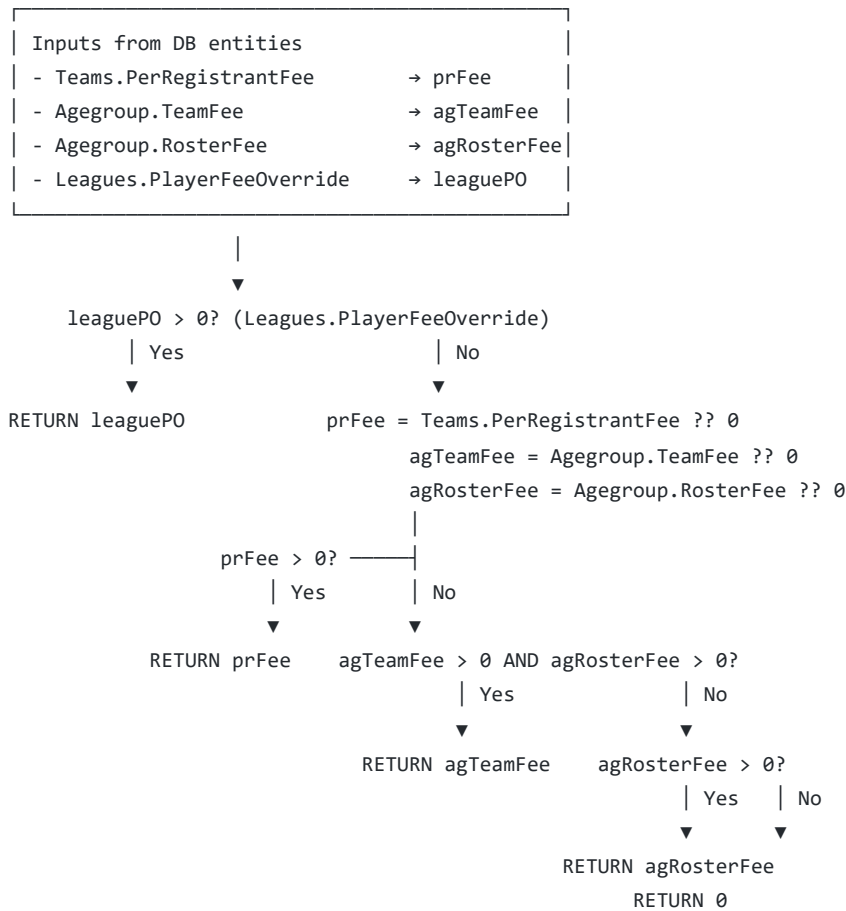 Inputs from DB entities
- Teams.PerRegistrantFee → prFee
- Agegroup.TeamFee → agTeamFee
- Agegroup.RosterFee → agRosterFee
- Leagues.PlayerFeeOverride → leaguePO
leaguePO > 0? (Leagues.PlayerFeeOverride)
Yes No
RETURN leaguePO prFee = Teams.PerRegistrantFee ?? 0
agTeamFee = Agegroup.TeamFee ?? 0
agRosterFee = Agegroup.RosterFee ?? 0
prFee > 0?
Yes No
RETURN prFee agTeamFee > 0 AND agRosterFee > 0?
Yes No
RETURN agTeamFee agRosterFee > 0?
Yes No
RETURN agRosterFee
RETURN 0